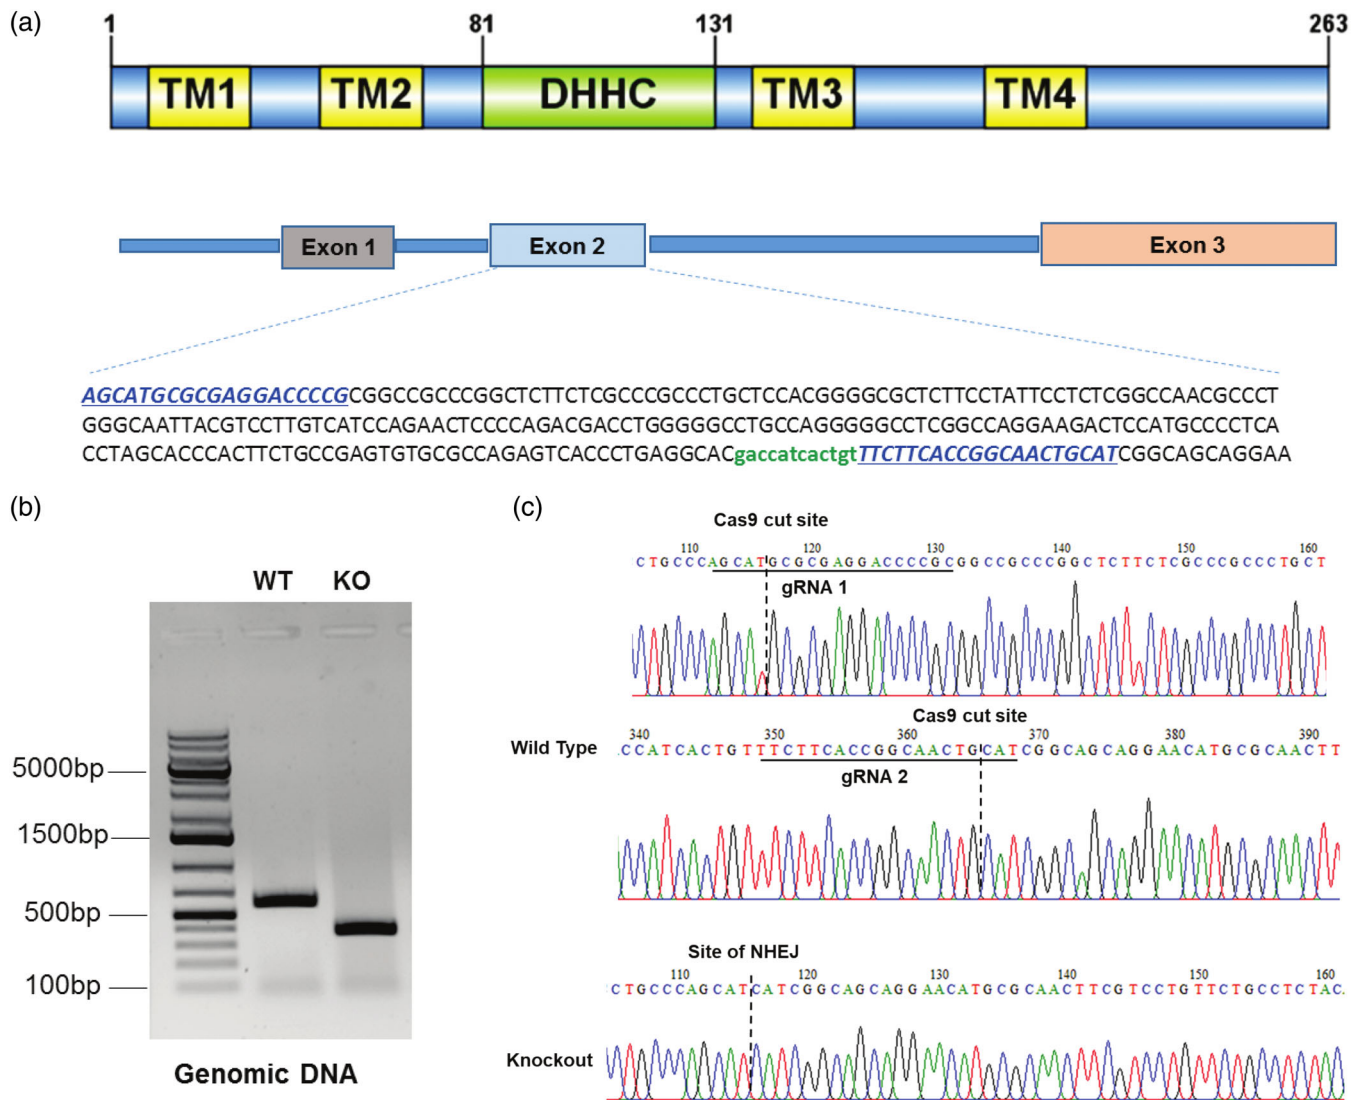 (a)
1 81 131 263
TM1 TM2 DHHC TM3 TM4
Exon 1 Exon 2 Exon 3
AGCATGCGCGAGGACCCCGCGGCCGCCCGGCTCTTCTCGCCCGCCCTGCTCCACGGGGCGCTCTTCCTATTCCTCTCGGCCAACGCCCT
GGGCAATTACGTCCTTGTCATCCAGAACTCCCCAGACGACCTGGGGGCCTGCCAGGGGGCCTCGGCCAGGAAGACTCCATGCCCCTCA
CCTAGCACCCACTTCTGCCGAGTGTGCGCCAGAGTCACCCTGAGGCACgaccatcactgtTTCTTCACCGGCAACTGCATCGGCAGCAGGAA
(b)
WT KO
5000bp
1500bp
500bp
100bp
Genomic DNA
(c)
Cas9 cut site
110 120 130 140 150 160
CTGCCCAGCATGCGCGAGGACCCCGCGGCCGCCCGGCTCTTCTCGCCCGCCCTGCT
gRNA 1
Cas9 cut site
340 350 360 370 380 390
Wild Type
CCATCACTGTTTCTTCACCGGCAACTGCATCGGCAGCAGGAACATGCGCAACTT
gRNA 2
Site of NHEJ
110 120 130 140 150 160
CTGCCCAGCATCATCGGCAGCAGGAACATGCGCAACTTCGTCCTGTTCTGCCTCTAC
Knockout